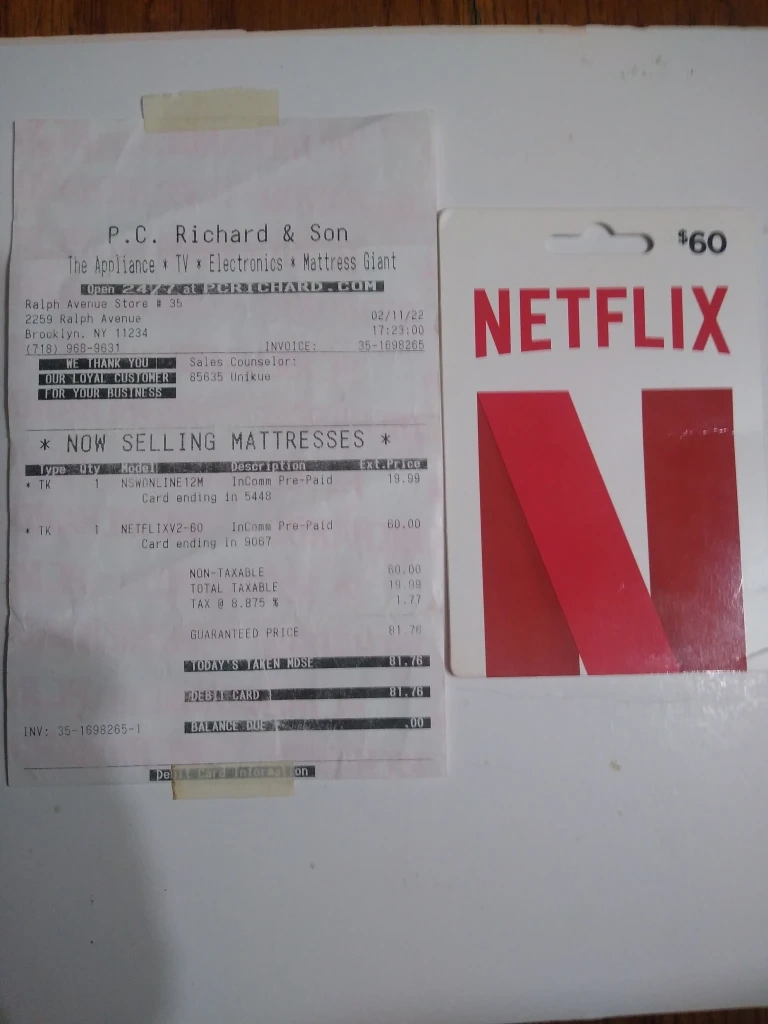 P.C. Richard & Son
The Appliance * TV * Electronics * Mattress Giant
Open 24/7 at PCRICHARD.COM
Ralph Avenue Store # 35
2259 Ralph Avenue 02/11/22
Brooklyn, NY 11234 17:23:00
(718) 968-9631 INVOICE: 35-1698265
WE THANK YOU Sales Counselor:
OUR LOYAL CUSTOMER 85635 Unikue
FOR YOUR BUSINESS
* NOW SELLING MATTRESSES *
Type Qty Model Description Ext.Price
* TK 1 NSWONLINE12M InComm Pre-Paid 19.99
Card ending in 5448
* TK 1 NETFLIXV2-60 InComm Pre-Paid 60.00
Card ending in 9067
NON-TAXABLE 60.00
TOTAL TAXABLE 19.99
TAX @ 8.875 % 1.77
GUARANTEED PRICE 81.76
TODAY'S TAKEN MDSE 81.76
DEBIT CARD 81.76
INV: 35-1698265-I BALANCE DUE .00
Debit Card Information
$60
NETFLIX